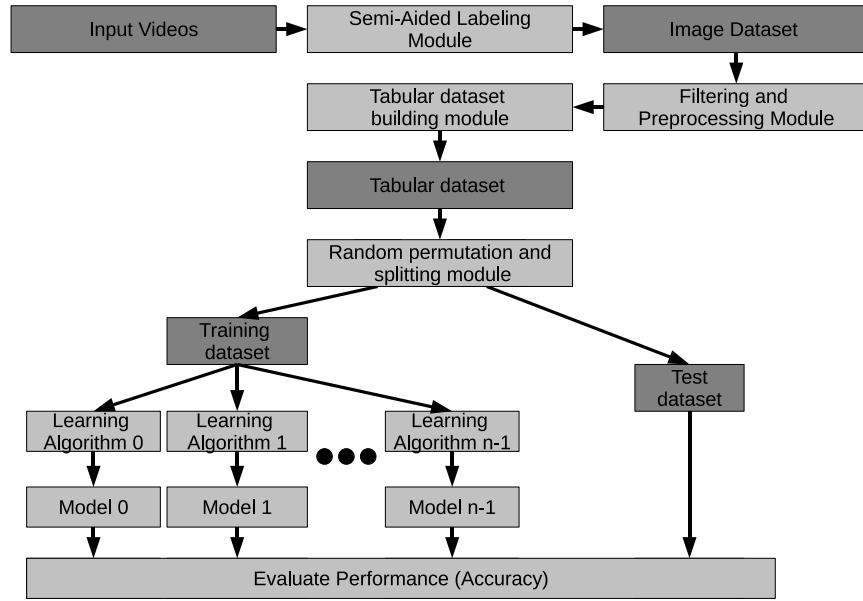 Input Videos
Semi-Aided Labeling
Module
Image Dataset
Tabular dataset
building module
Filtering and
Preprocessing Module
Tabular dataset
Random permutation and
splitting module
Training
dataset
Test
dataset
Learning
Algorithm 0
Learning
Algorithm 1
Learning
Algorithm n-1
Model 0
Model 1
Model n-1
Evaluate Performance (Accuracy)